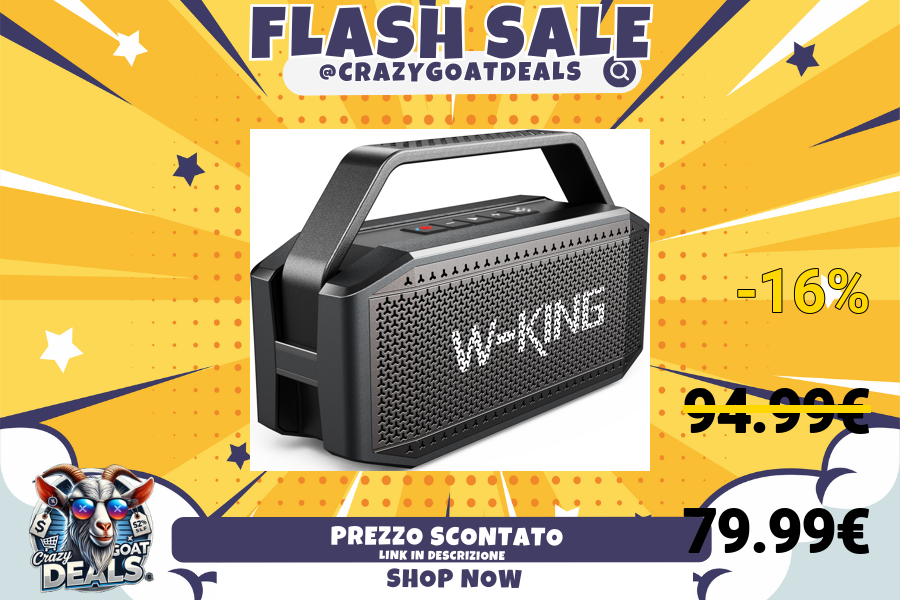 FLASH SALE
@CRAZYGOATDEALS
W-KING
-16%
94.99€
79.99€
PREZZO SCONTATO
LINK IN DESCRIZIONE
SHOP NOW
$
52%
Crazy
GOAT
DEALS